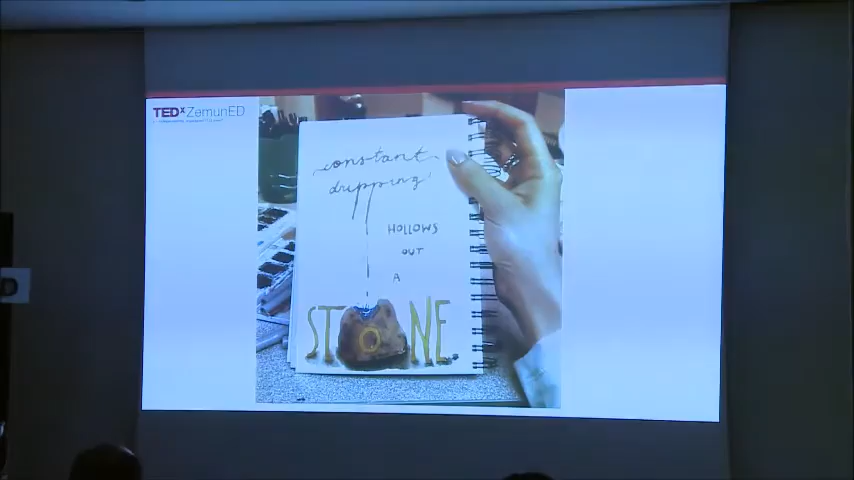 TEDxZemunED
constant
dripping
HOLLOWS
OUT
A
STONE